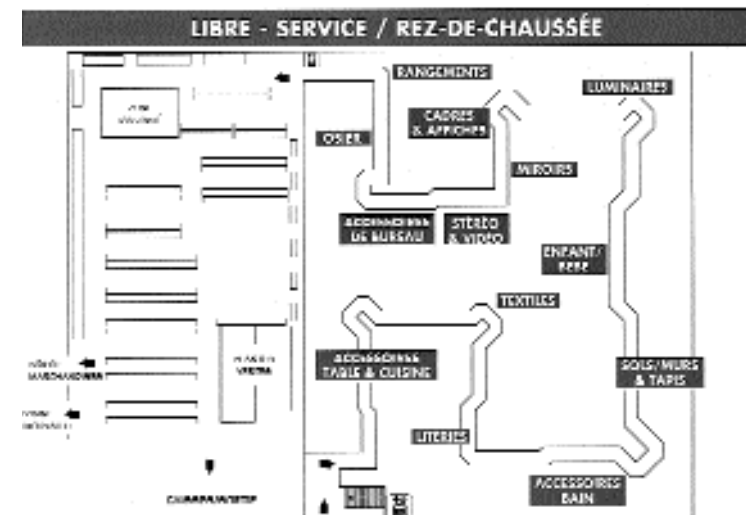 LIBRE - SERVICE / REZ-DE-CHAUSSÉE
RANGEMENTS
LUMINAIRES
CADRES
& AFFICHES
OSIER
MIROIRS
ACCESSOIRES
DE BUREAU
STÉRÉO
& VIDÉO
ENFANT/
BÉBÉ
TEXTILES
ACCESSOIRES
TABLE & CUISINE
SOLS/MURS
& TAPIS
LITERIES
ACCESSOIRES
BAIN